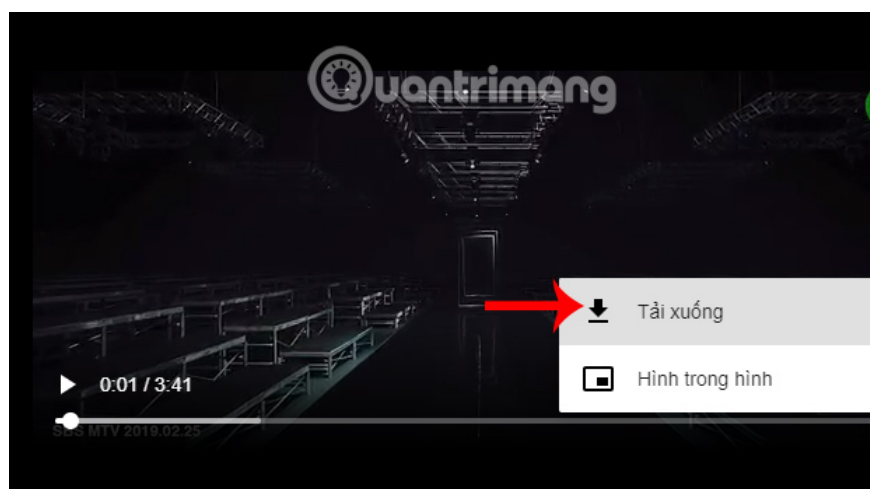 Quantrimang
Tải xuống
Hình trong hình
0:01 / 3:41
SBS MTV 2019.02.25